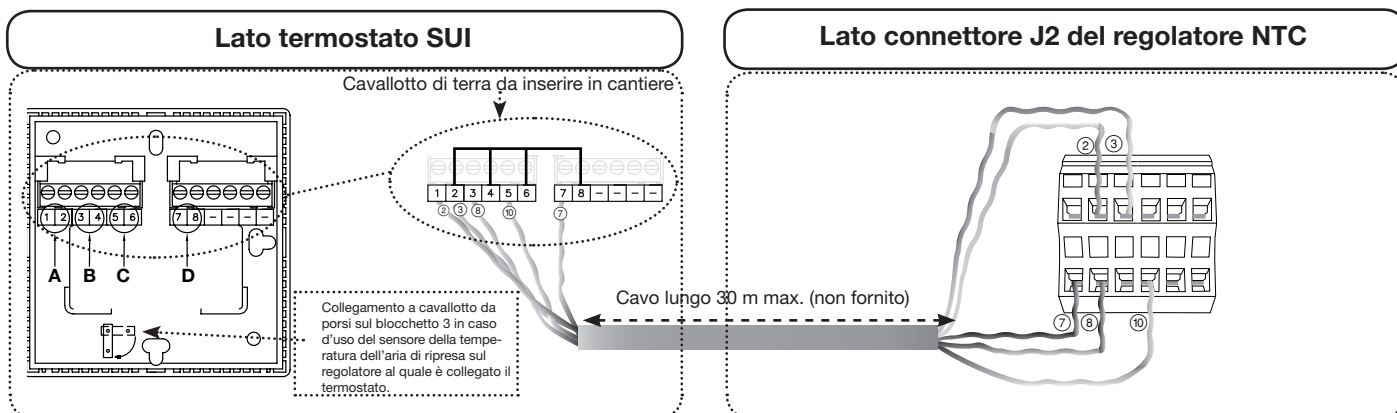 Lato termostato SUI
Lato connettore J2 del regolatore NTC
Cavallotto di terra da inserire in cantiere
1 2 3 4 5 6 7 8 – – – –
② ③ ⑧ ⑩ ⑦
1 2 3 4 5 6 7 8 – – – –
A B C D
Collegamento a cavallotto da
porsi sul blocchetto 3 in caso
d'uso del sensore della tempe-
ratura dell'aria di ripresa sul
regolatore al quale è collegato il
termostato.
Cavo lungo 30 m max. (non fornito)
② ③
⑦ ⑧ ⑩